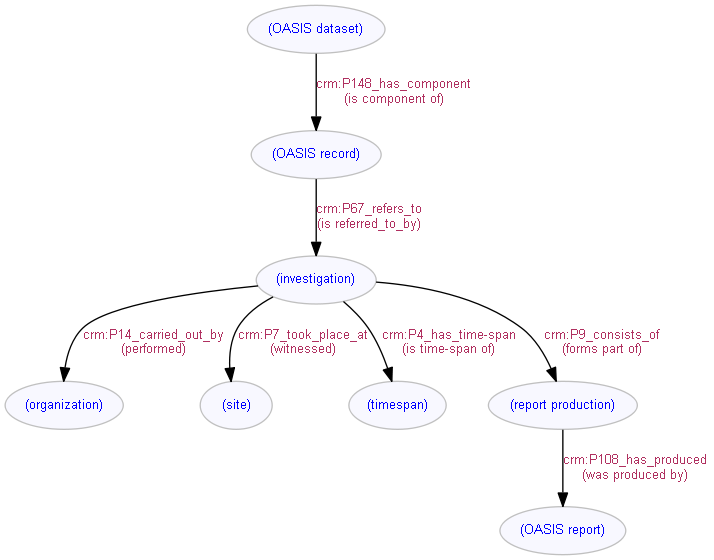 (OASIS dataset)
crm:P148_has_component
(is component of)
(OASIS record)
crm:P67_refers_to
(is referred_to_by)
(investigation)
crm:P14_carried_out_by
(performed)
crm:P7_took_place_at
(witnessed)
crm:P4_has_time-span
(is time-span of)
crm:P9_consists_of
(forms part of)
(organization)
(site)
(timespan)
(report production)
crm:P108_has_produced
(was produced by)
(OASIS report)